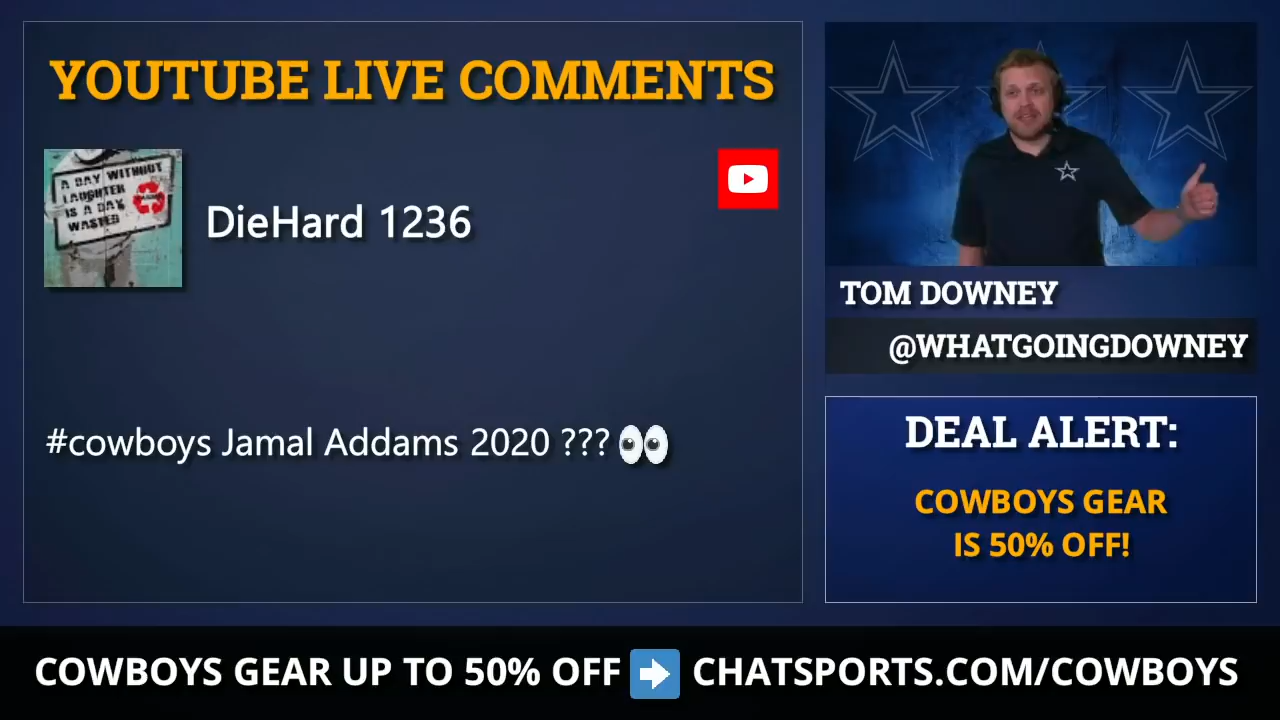 YOUTUBE LIVE COMMENTS
A DAY WITHOUT
LAUGHTER
IS A DAY
WASTED
DieHard 1236
#cowboys Jamal Addams 2020 ???👀
TOM DOWNEY
@WHATGOINGDOWNEY
DEAL ALERT:
COWBOYS GEAR
IS 50% OFF!
COWBOYS GEAR UP TO 50% OFF ➡️ CHATSPORTS.COM/COWBOYS